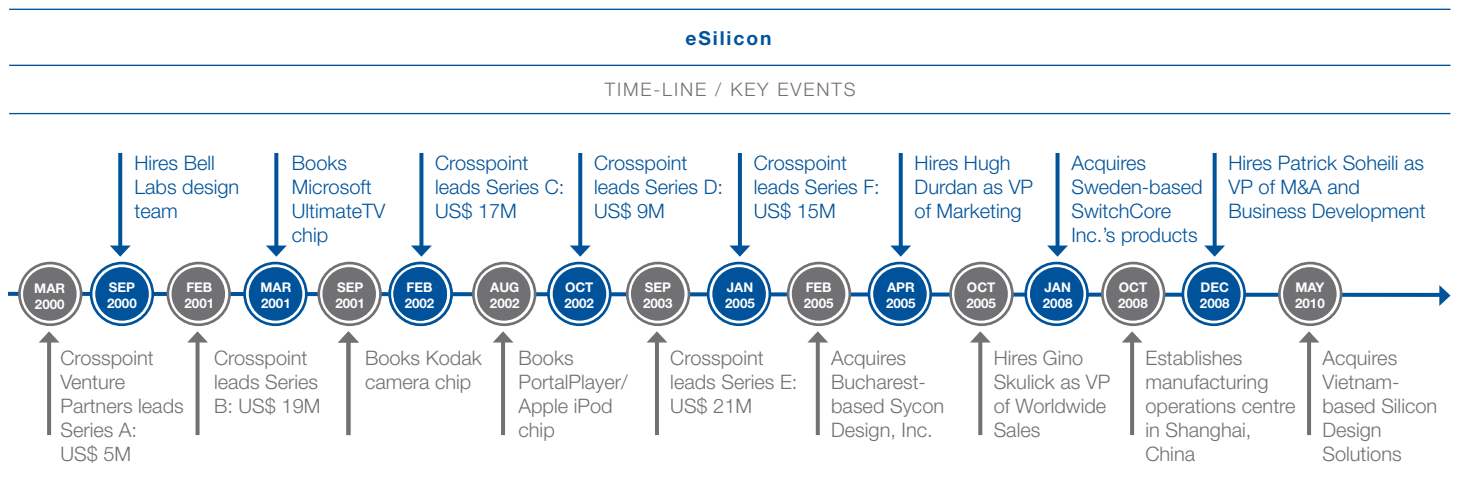 eSilicon
TIME-LINE / KEY EVENTS
Hires Bell
Labs design
team
Books
Microsoft
UltimateTV
chip
Crosspoint
leads Series C:
US$ 17M
Crosspoint
leads Series D:
US$ 9M
Crosspoint
leads Series F:
US$ 15M
Hires Hugh
Durdan as VP
of Marketing
Acquires
Sweden-based
SwitchCore
Inc.'s products
Hires Patrick Soheili as
VP of M&A and
Business Development
MAR
2000
SEP
2000
FEB
2001
MAR
2001
SEP
2001
FEB
2002
AUG
2002
OCT
2002
SEP
2003
JAN
2005
FEB
2005
APR
2005
OCT
2005
JAN
2008
OCT
2008
DEC
2008
MAY
2010
Crosspoint
Venture
Partners leads
Series A:
US$ 5M
Crosspoint
leads Series
B: US$ 19M
Books Kodak
camera chip
Books
PortalPlayer/
Apple iPod
chip
Crosspoint
leads Series E:
US$ 21M
Acquires
Bucharest-
based Sycon
Design, Inc.
Hires Gino
Skulick as VP
of Worldwide
Sales
Establishes
manufacturing
operations centre
in Shanghai,
China
Acquires
Vietnam-
based Silicon
Design
Solutions